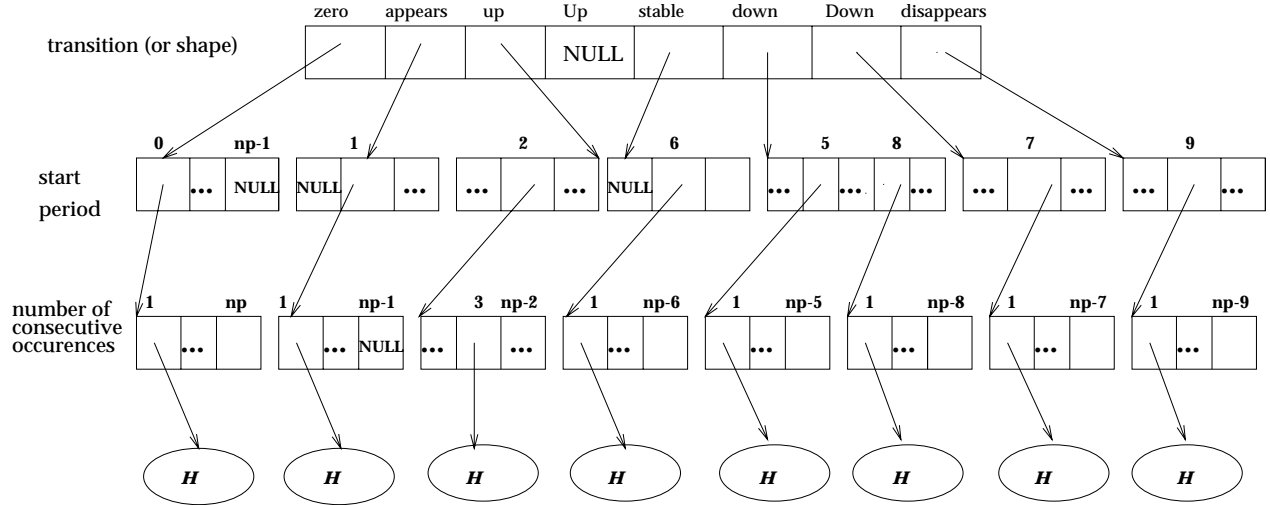 zero appears up Up stable down Down disappears
transition (or shape)
NULL
0 np-1 1 2 6 5 8 7 9
start
period
... NULL NULL ... ... ... NULL ... ... ... ... ... ... ...
1 np 1 np-1 3 np-2 1 np-6 1 np-5 1 np-8 1 np-7 1 np-9
number of
consecutive
occurences
... ... NULL ... ... ... ... ... ... ...
H H H H H H H H